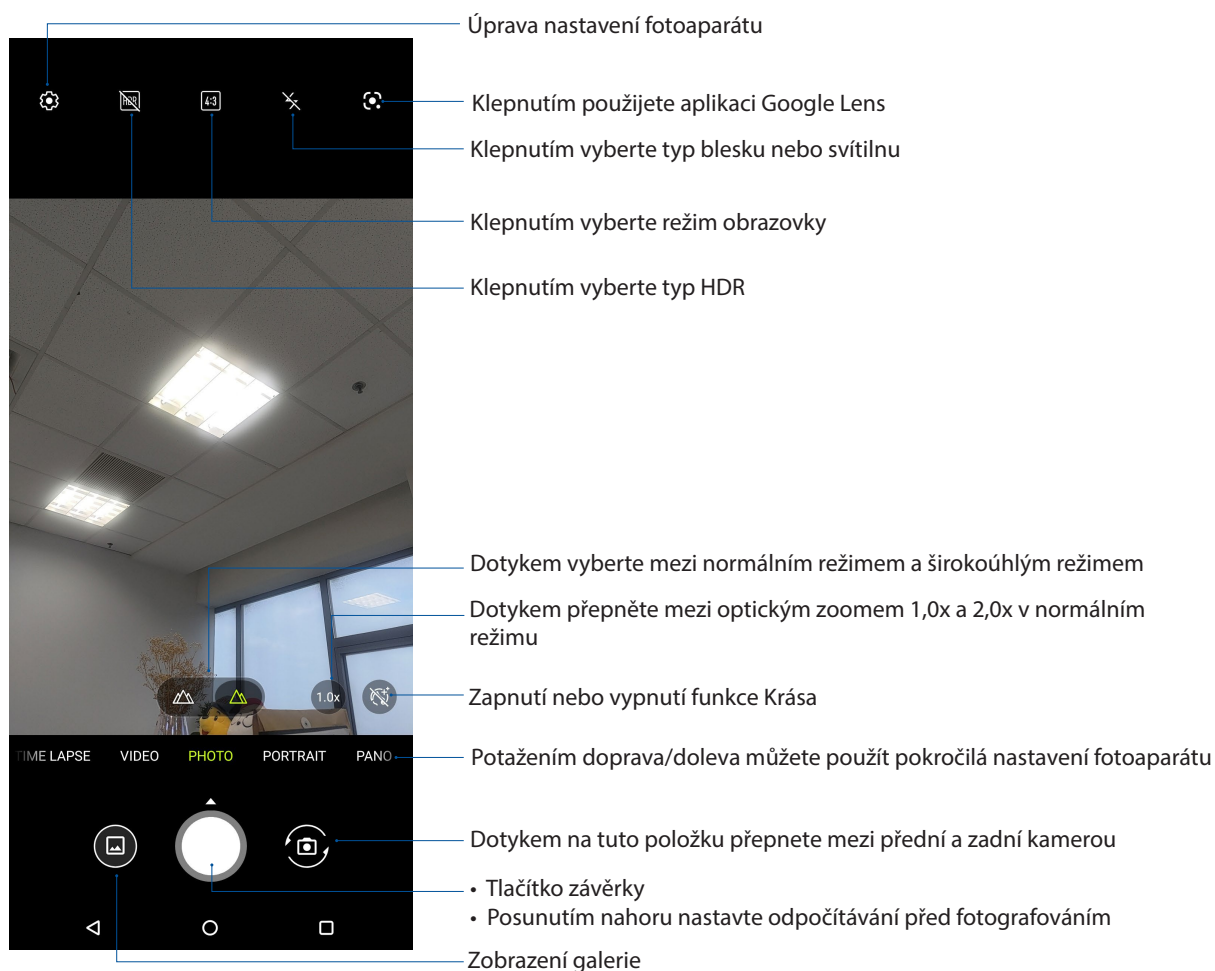 Úprava nastavení fotoaparátu
HDR
4:3
Klepnutím použijete aplikaci Google Lens
Klepnutím vyberte typ blesku nebo svítilnu
Klepnutím vyberte režim obrazovky
Klepnutím vyberte typ HDR
Dotykem vyberte mezi normálním režimem a širokoúhlým režimem
Dotykem přepněte mezi optickým zoomem 1,0x a 2,0x v normálním
režimu
1.0x
Zapnutí nebo vypnutí funkce Krása
TIME LAPSE VIDEO PHOTO PORTRAIT PANO
Potažením doprava/doleva můžete použít pokročilá nastavení fotoaparátu
Dotykem na tuto položku přepnete mezi přední a zadní kamerou
• Tlačítko závěrky
• Posunutím nahoru nastavte odpočítávání před fotografováním
Zobrazení galerie